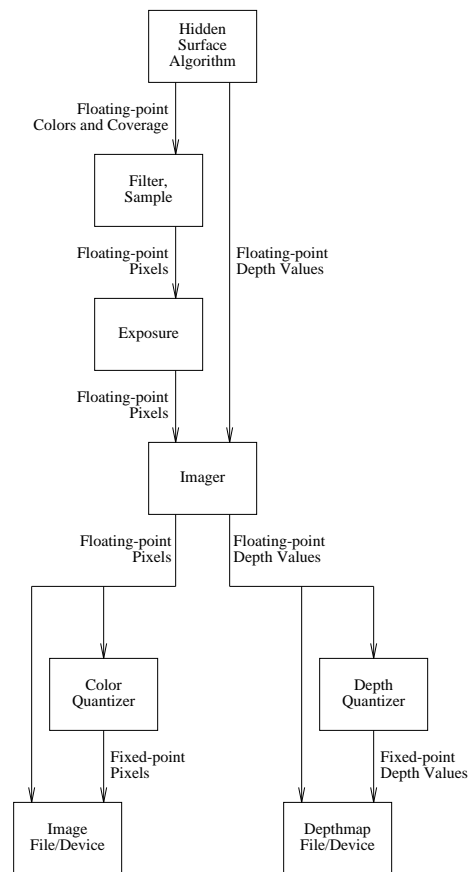 Hidden
Surface
Algorithm
Floating-point
Colors and Coverage
Filter,
Sample
Floating-point
Pixels
Floating-point
Depth Values
Exposure
Floating-point
Pixels
Imager
Floating-point
Pixels
Floating-point
Depth Values
Color
Quantizer
Depth
Quantizer
Fixed-point
Pixels
Fixed-point
Depth Values
Image
File/Device
Depthmap
File/Device